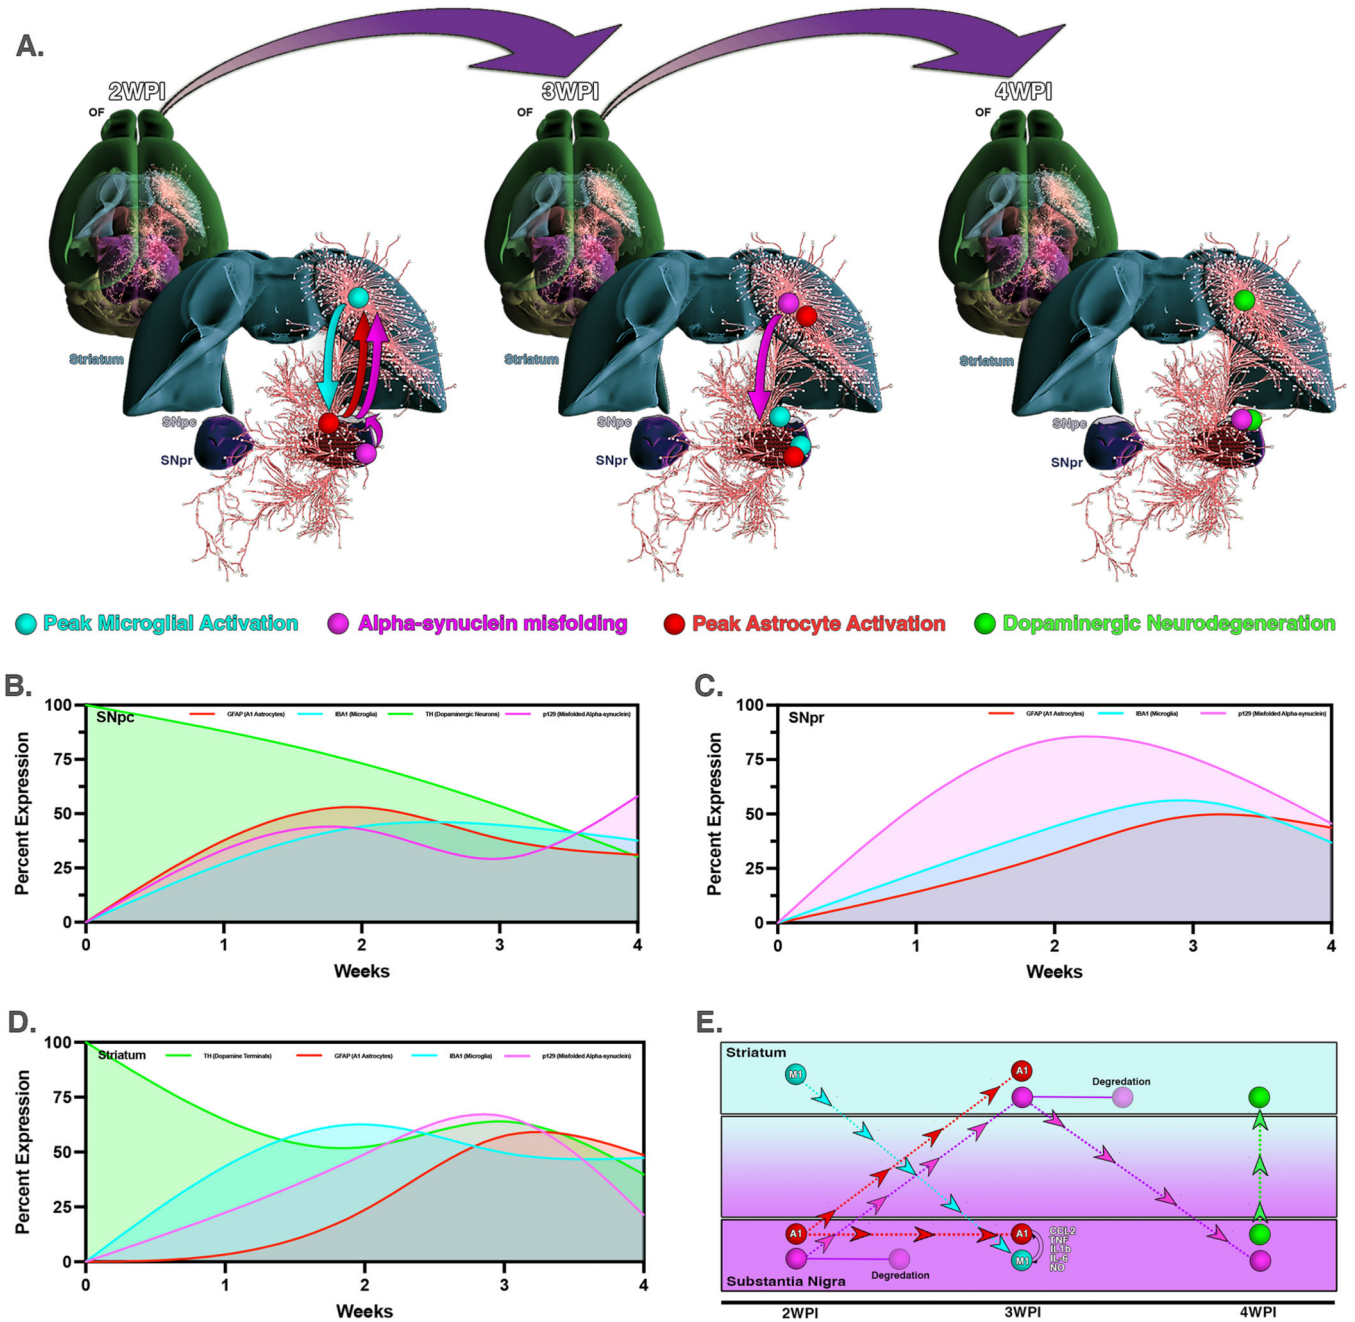 A.
2WPI
3WPI
4WPI
OF
OF
OF
Striatum
Striatum
Striatum
SNpc
SNpc
SNpc
SNpr
SNpr
SNpr
Peak Microglial Activation
Alpha-synuclein misfolding
Peak Astrocyte Activation
Dopaminergic Neurodegeneration
B.
SNpc
GFAP (A1 Astrocytes)
IBA1 (Microglia)
TH (Dopaminergic Neurons)
p129 (Misfolded Alpha-synuclein)
Percent Expression
100
75
50
25
0
0 1 2 3 4
Weeks
C.
SNpr
GFAP (A1 Astrocytes)
IBA1 (Microglia)
p129 (Misfolded Alpha-synuclein)
Percent Expression
100
75
50
25
0
0 1 2 3 4
Weeks
D.
Striatum
TH (Dopamine Terminals)
GFAP (A1 Astrocytes)
IBA1 (Microglia)
p129 (Misfolded Alpha-synuclein)
Percent Expression
100
75
50
25
0
0 1 2 3 4
Weeks
E.
Striatum
M1
A1
Degredation
A1
A1
M1
CCL2
TNF
IL-1b
IL-6
NO
Degredation
Substantia Nigra
2WPI
3WPI
4WPI